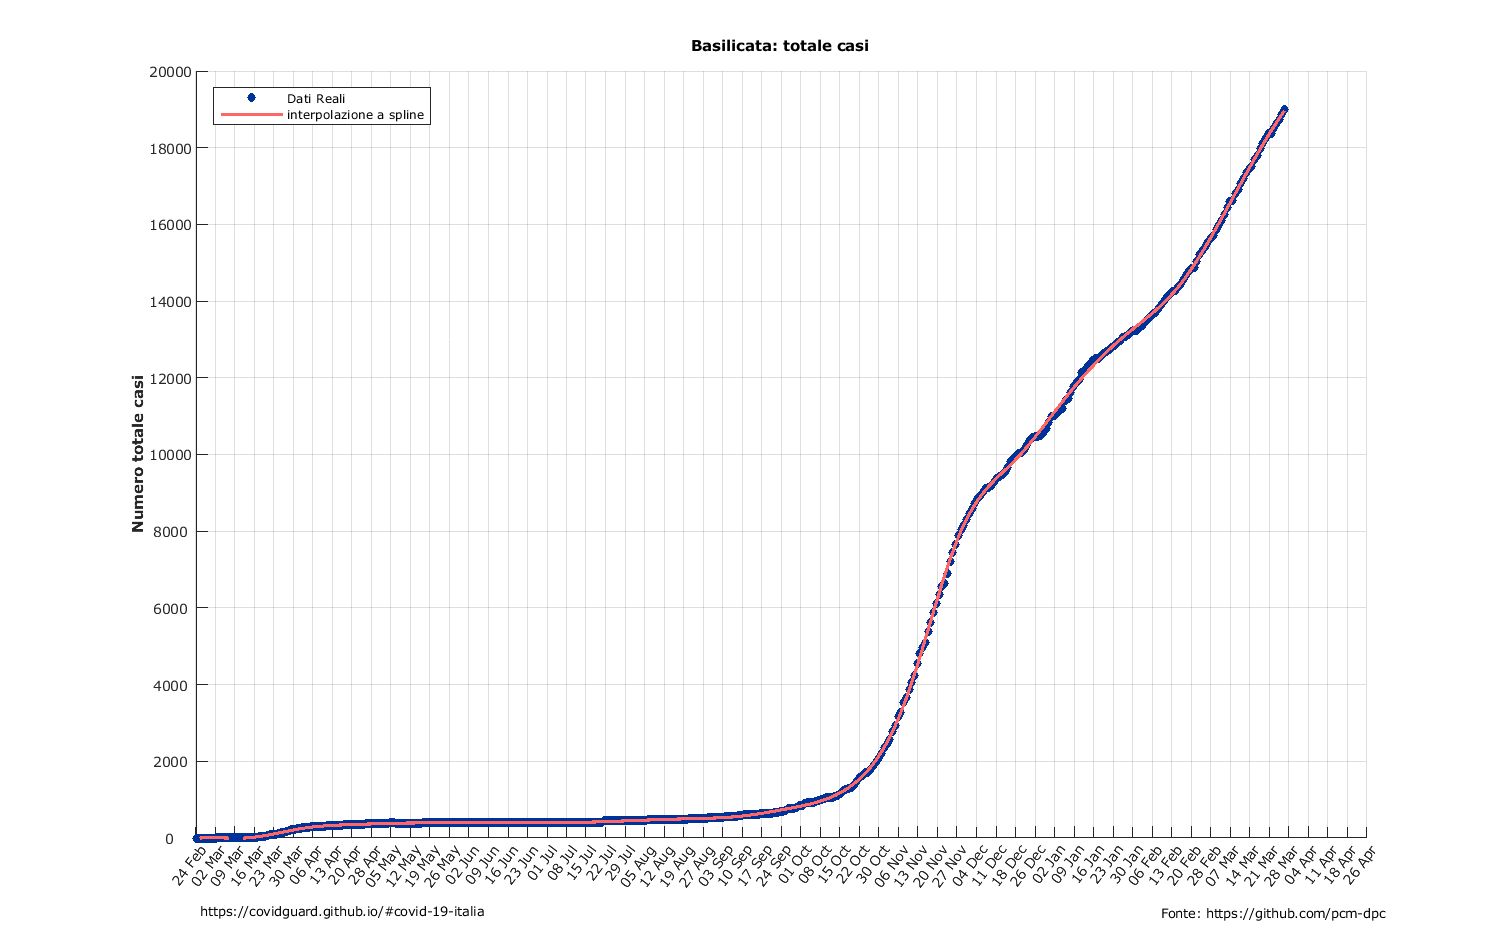 Basilicata: totale casi
20000
18000
16000
14000
12000
10000
8000
6000
4000
2000
0
Numero totale casi
Dati Reali
interpolazione a spline
24 Feb
02 Mar
09 Mar
16 Mar
23 Mar
30 Mar
06 Apr
13 Apr
20 Apr
28 Apr
05 May
12 May
19 May
26 May
02 Jun
09 Jun
16 Jun
23 Jun
01 Jul
08 Jul
15 Jul
22 Jul
29 Jul
05 Aug
12 Aug
19 Aug
27 Aug
03 Sep
10 Sep
17 Sep
24 Sep
01 Oct
08 Oct
15 Oct
22 Oct
30 Oct
06 Nov
13 Nov
20 Nov
27 Nov
04 Dec
11 Dec
18 Dec
26 Dec
02 Jan
09 Jan
16 Jan
23 Jan
30 Jan
06 Feb
13 Feb
20 Feb
28 Feb
07 Mar
14 Mar
21 Mar
28 Mar
04 Apr
11 Apr
18 Apr
26 Apr
https://covidguard.github.io/#covid-19-italia
Fonte: https://github.com/pcm-dpc